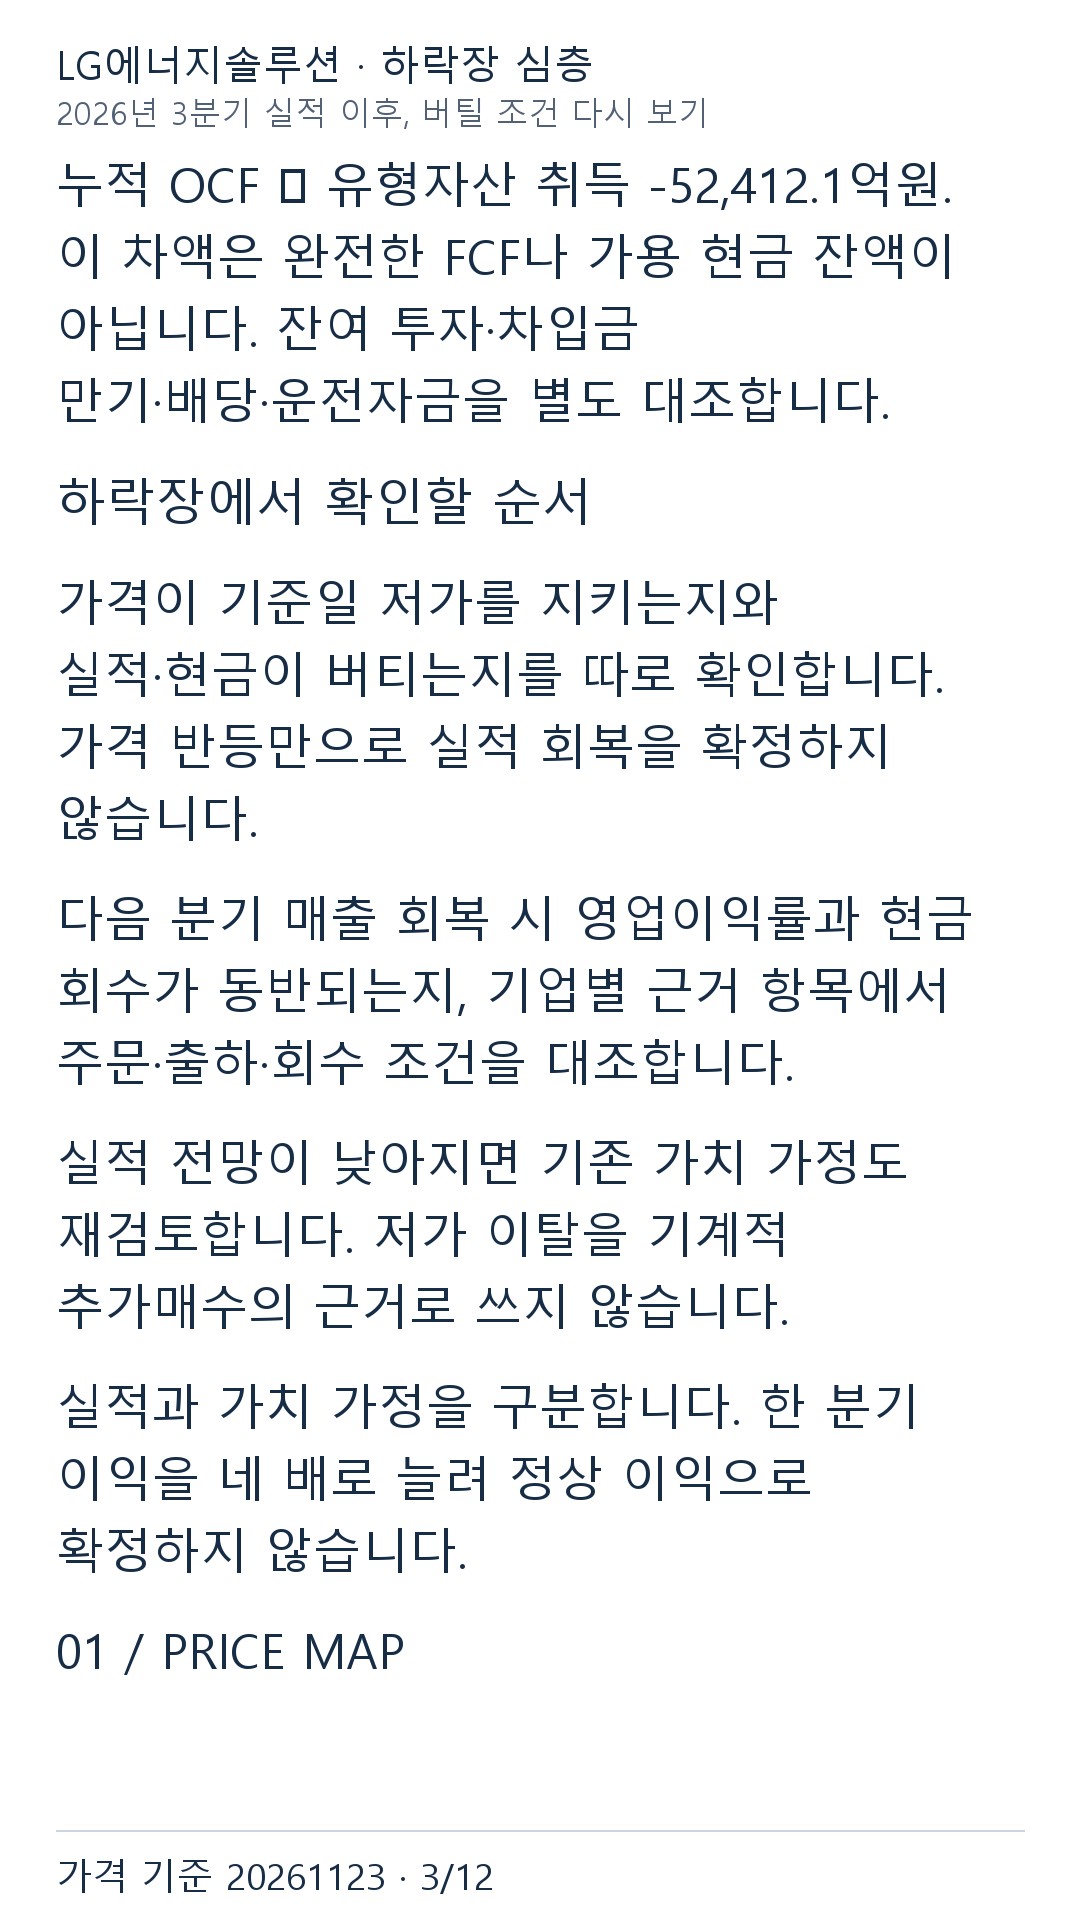 LG에너지솔루션 · 하락장 심층
2026년 3분기 실적 이후, 버틸 조건 다시 보기
누적 OCF □ 유형자산 취득 -52,412.1억원.
이 차액은 완전한 FCF나 가용 현금 잔액이
아닙니다. 잔여 투자·차입금
만기·배당·운전자금을 별도 대조합니다.
하락장에서 확인할 순서
가격이 기준일 저가를 지키는지와
실적·현금이 버티는지를 따로 확인합니다.
가격 반등만으로 실적 회복을 확정하지
않습니다.
다음 분기 매출 회복 시 영업이익률과 현금
회수가 동반되는지, 기업별 근거 항목에서
주문·출하·회수 조건을 대조합니다.
실적 전망이 낮아지면 기존 가치 가정도
재검토합니다. 저가 이탈을 기계적
추가매수의 근거로 쓰지 않습니다.
실적과 가치 가정을 구분합니다. 한 분기
이익을 네 배로 늘려 정상 이익으로
확정하지 않습니다.
01 / PRICE MAP
가격 기준 20261123 · 3/12